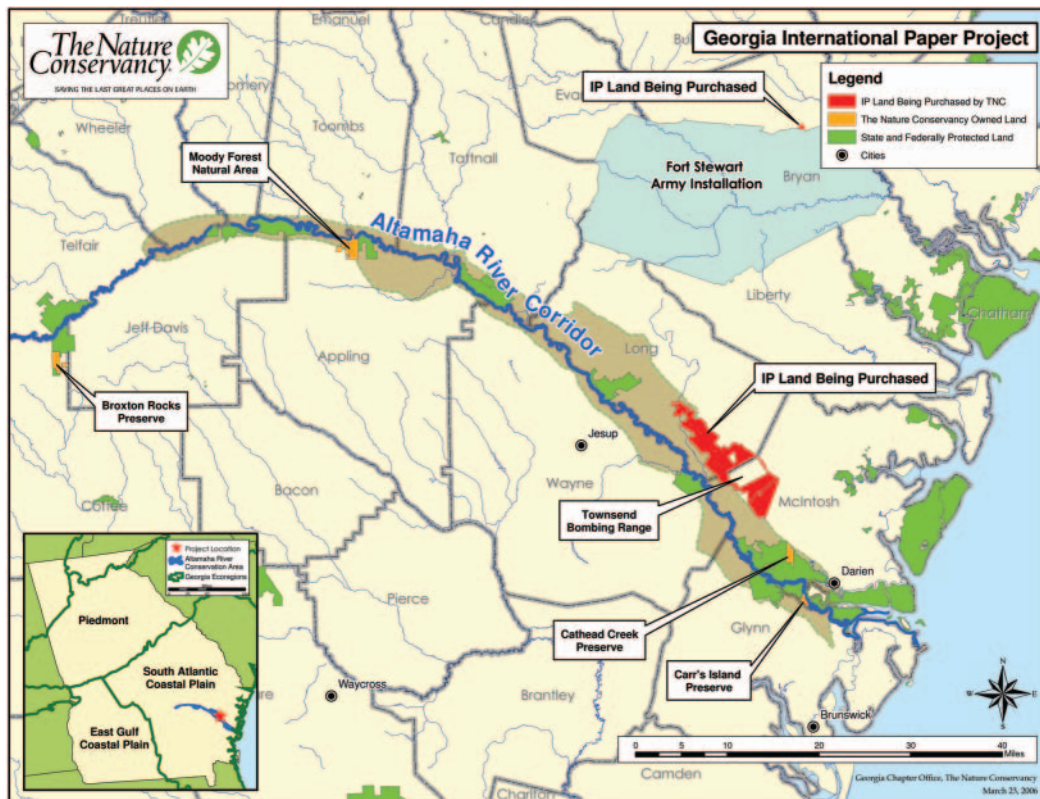 The Nature
Conservancy®
SAVING THE LAST GREAT PLACES ON EARTH
Georgia International Paper Project
Legend
IP Land Being Purchased by TNC
The Nature Conservancy Owned Land
State and Federally Protected Land
Cities
Treutlen
Emanuel
Candler
Wheeler
Toombs
Tattnall
IP Land Being Purchased
Fort Stewart
Army Installation
Bryan
Moody Forest
Natural Area
Altamaha River Corridor
Telfair
Jeff Davis
Appling
Long
Liberty
Chatham
Broxton Rocks
Preserve
IP Land Being Purchased
Jesup
Wayne
Townsend
Bombing Range
McIntosh
Coffee
Bacon
Pierce
Darien
Cathead Creek
Preserve
Glynn
Carr's Island
Preserve
Waycross
Brantley
Brunswick
Camden
Charlton
Project Location
Altamaha River
Conservation Area
Georgia Ecoregions
Piedmont
South Atlantic
Coastal Plain
East Gulf
Coastal Plain
N
W E
S
0 5 10 20 30 40
Miles
Georgia Chapter Office, The Nature Conservancy
March 23, 2006